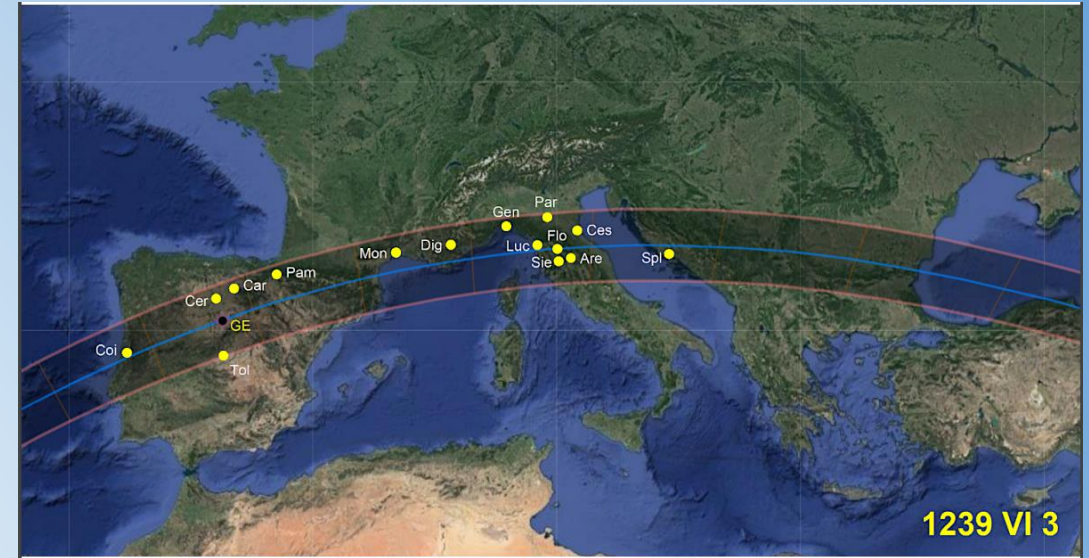 Par
Gen
Flo
Ces
Dig
Luc
Mon
Sie
Are
Spl
Pam
Car
Cer
GE
Coi
Tol
1239 VI 3